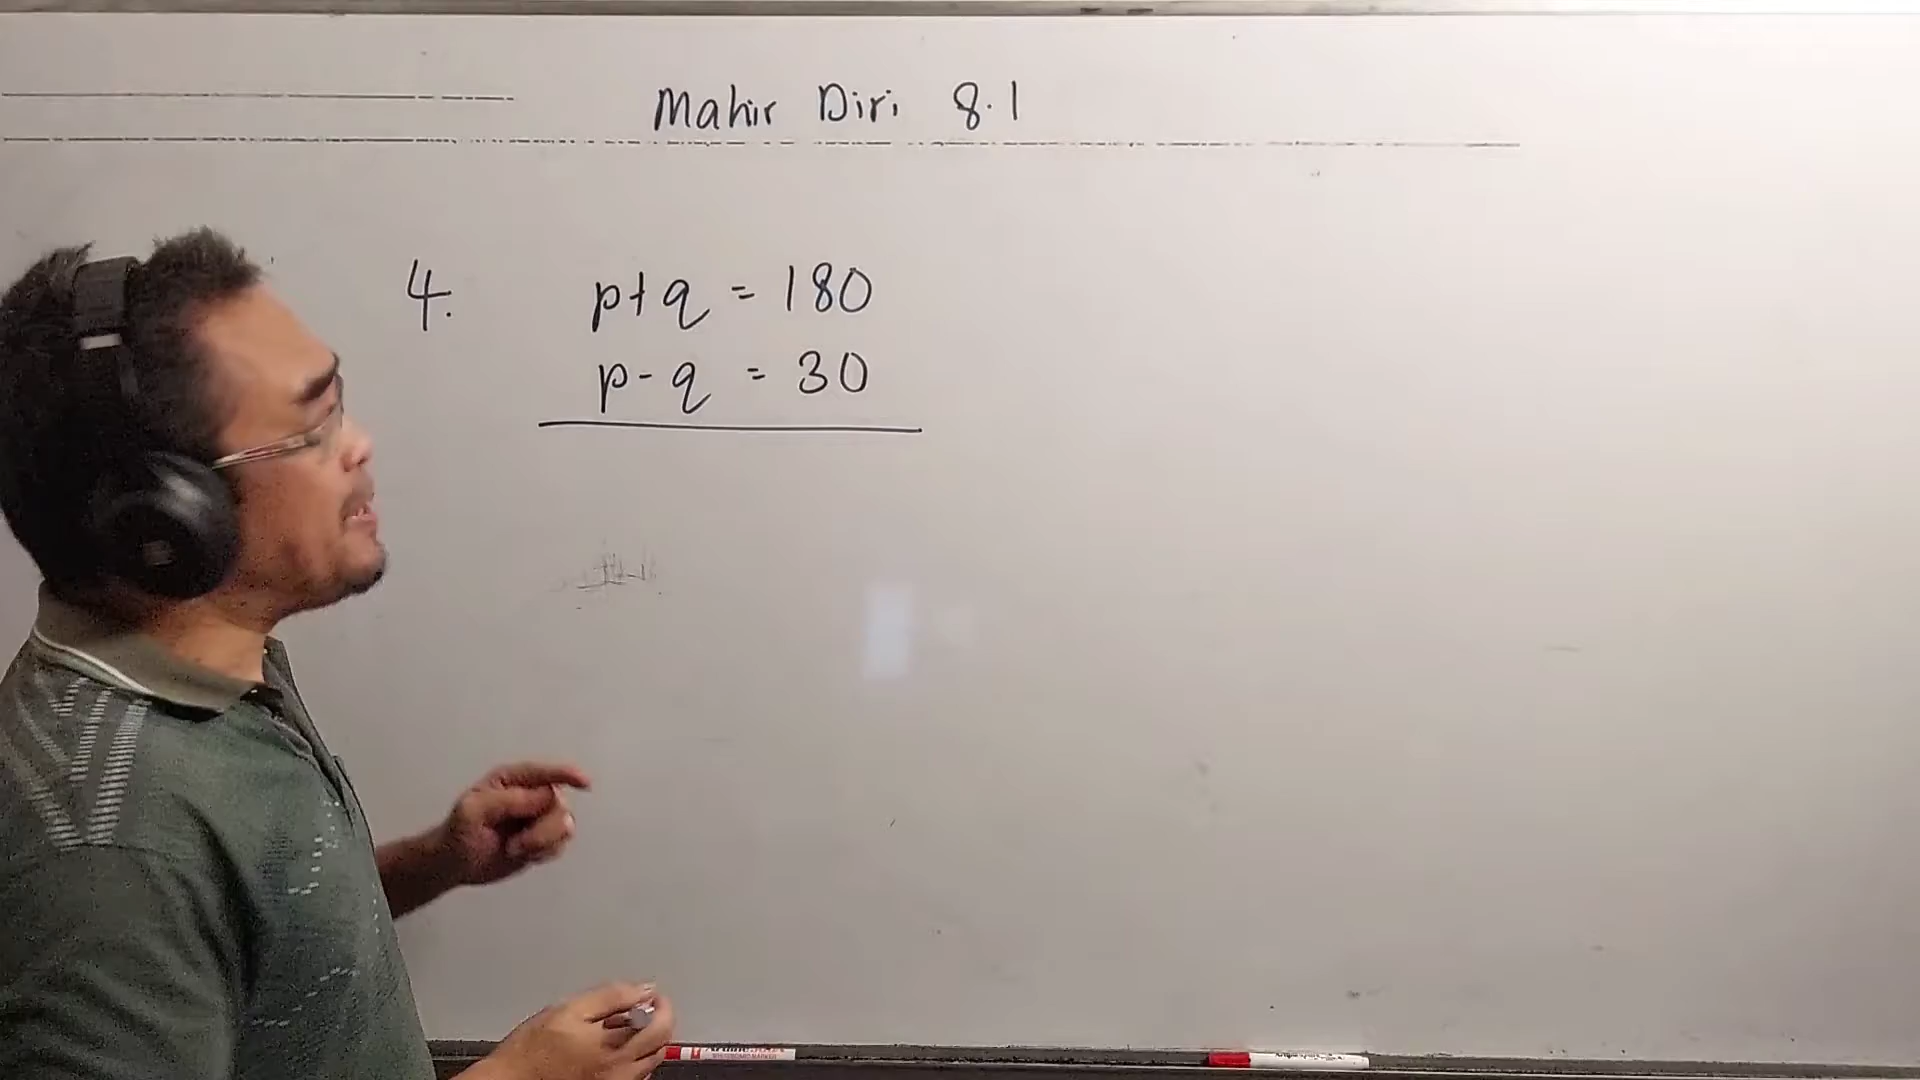 Mahir Diri 8.1
4. p+q = 180
p-q = 30